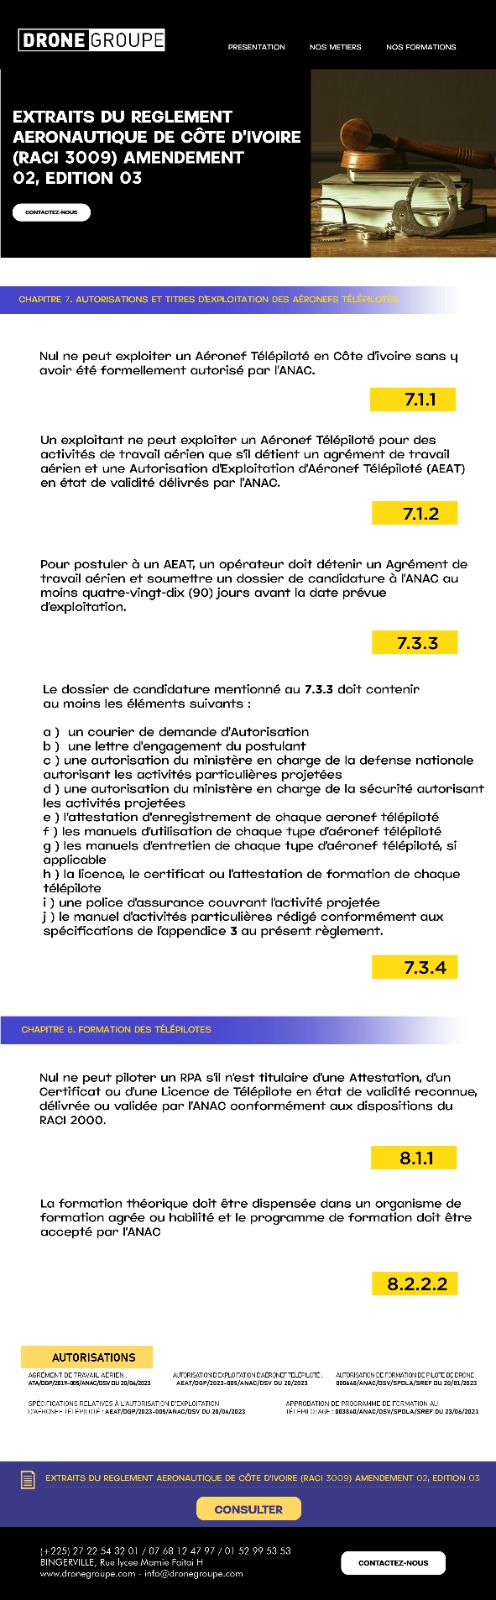 DRONE GROUPE
PRESENTATION NOS METIERS NOS FORMATIONS
EXTRAITS DU REGLEMENT
AERONAUTIQUE DE CÔTE D'IVOIRE
(RACI 3009) AMENDEMENT
02, EDITION 03
CONTACTEZ-NOUS
CHAPITRE 7. AUTORISATIONS ET TITRES D'EXPLOITATION DES AÉRONEFS TÉLÉPILOTÉS
Nul ne peut exploiter un Aéronef Télépiloté en Côte d'ivoire sans y
avoir été formellement autorisé par l'ANAC.
7.1.1
Un exploitant ne peut exploiter un Aéronef Télépiloté pour des
activités de travail aérien que s'il détient un agrément de travail
aérien et une Autorisation d'Exploitation d'Aéronef Télépiloté (AEAT)
en état de validité délivrés par l'ANAC.
7.1.2
Pour postuler à un AEAT, un opérateur doit détenir un Agrément de
travail aérien et soumettre un dossier de candidature à l'ANAC au
moins quatre-vingt-dix (90) jours avant la date prévue
d'exploitation.
7.3.3
Le dossier de candidature mentionné au 7.3.3 doit contenir
au moins les éléments suivants :
a ) un courier de demande d'Autorisation
b ) une lettre d'engagement du postulant
c ) une autorisation du ministère en charge de la defense nationale
autorisant les activités particulières projetées
d ) une autorisation du ministère en charge de la sécurité autorisant
les activités projetées
e ) l'attestation d'enregistrement de chaque aeronef télépiloté
f ) les manuels d'utilisation de chaque type d'aéronef télépiloté
g ) les manuels d'entretien de chaque type d'aéronef télépiloté, si
applicable
h ) la licence, le certificat ou l'attestation de formation de chaque
télépilote
i ) une police d'assurance couvrant l'activité projetée
j ) le manuel d'activités particulières rédigé conformément aux
spécifications de l'appendice 3 au présent règlement.
7.3.4
CHAPITRE 8. FORMATION DES TÉLÉPILOTES
Nul ne peut piloter un RPA s'il n'est titulaire d'une Attestation, d'un
Certificat ou d'une Licence de Télépilote en état de validité reconnue,
délivrée ou validée par l'ANAC conformément aux dispositions du
RACI 2000.
8.1.1
La formation théorique doit être dispensée dans un organisme de
formation agrée ou habilité et le programme de formation doit être
accepté par l'ANAC
8.2.2.2
AUTORISATIONS
AGRÉMENT DE TRAVAIL AÉRIEN : AUTORISATION D'EXPLOITATION D'AÉRONEF TÉLÉPILOTÉ : AUTORISATION DE FORMATION DE PILOTE DE DRONE:
ATA/DGP/2019-005/ANAC/DSV DU 20/04/2023 AEAT/DGP/2023-005/ANAC/DSV DU 20/2023 000648/ANAC/DSV/SPDLA/SREF DU 20/01/2023
SPÉCIFICATIONS RELATIVES À L'AUTORISATION D'EXPLOITATION APPROBATION DE PROGRAMME DE FORMATION AU
D'AÉRONEF TÉLÉPILOTÉ : AEAT/DGP/2023-005/ANAC/DSV DU 20/04/2023 TÉLÉPILOTAGE : 003840/ANAC/DSV/SPDLA/SREF DU 23/06/2021
EXTRAITS DU REGLEMENT AERONAUTIQUE DE CÔTE D'IVOIRE (RACI 3009) AMENDEMENT 02, EDITION 03
CONSULTER
(+225) 27 22 54 32 01 / 07 68 12 47 97 / 01 52 99 53 53
BINGERVILLE, Rue lycee Mamie Faitai H
www.dronegroupe.com - info@dronegroupe.com
CONTACTEZ-NOUS